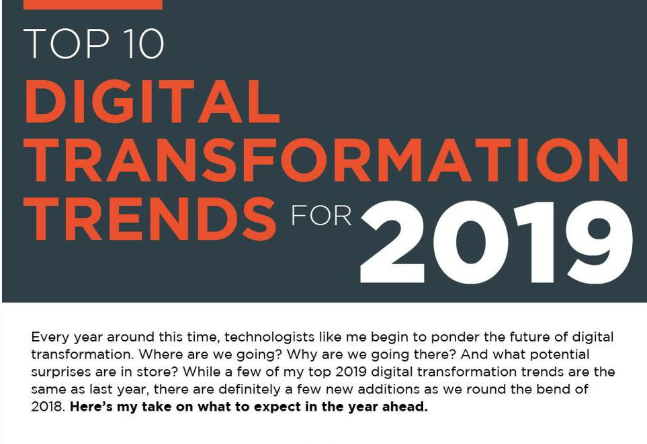 TOP 10
DIGITAL
TRANSFORMATION
TRENDS FOR 2019
Every year around this time, technologists like me begin to ponder the future of digital
transformation. Where are we going? Why are we going there? And what potential
surprises are in store? While a few of my top 2019 digital transformation trends are the
same as last year, there are definitely a few new additions as we round the bend of
2018. Here's my take on what to expect in the year ahead.